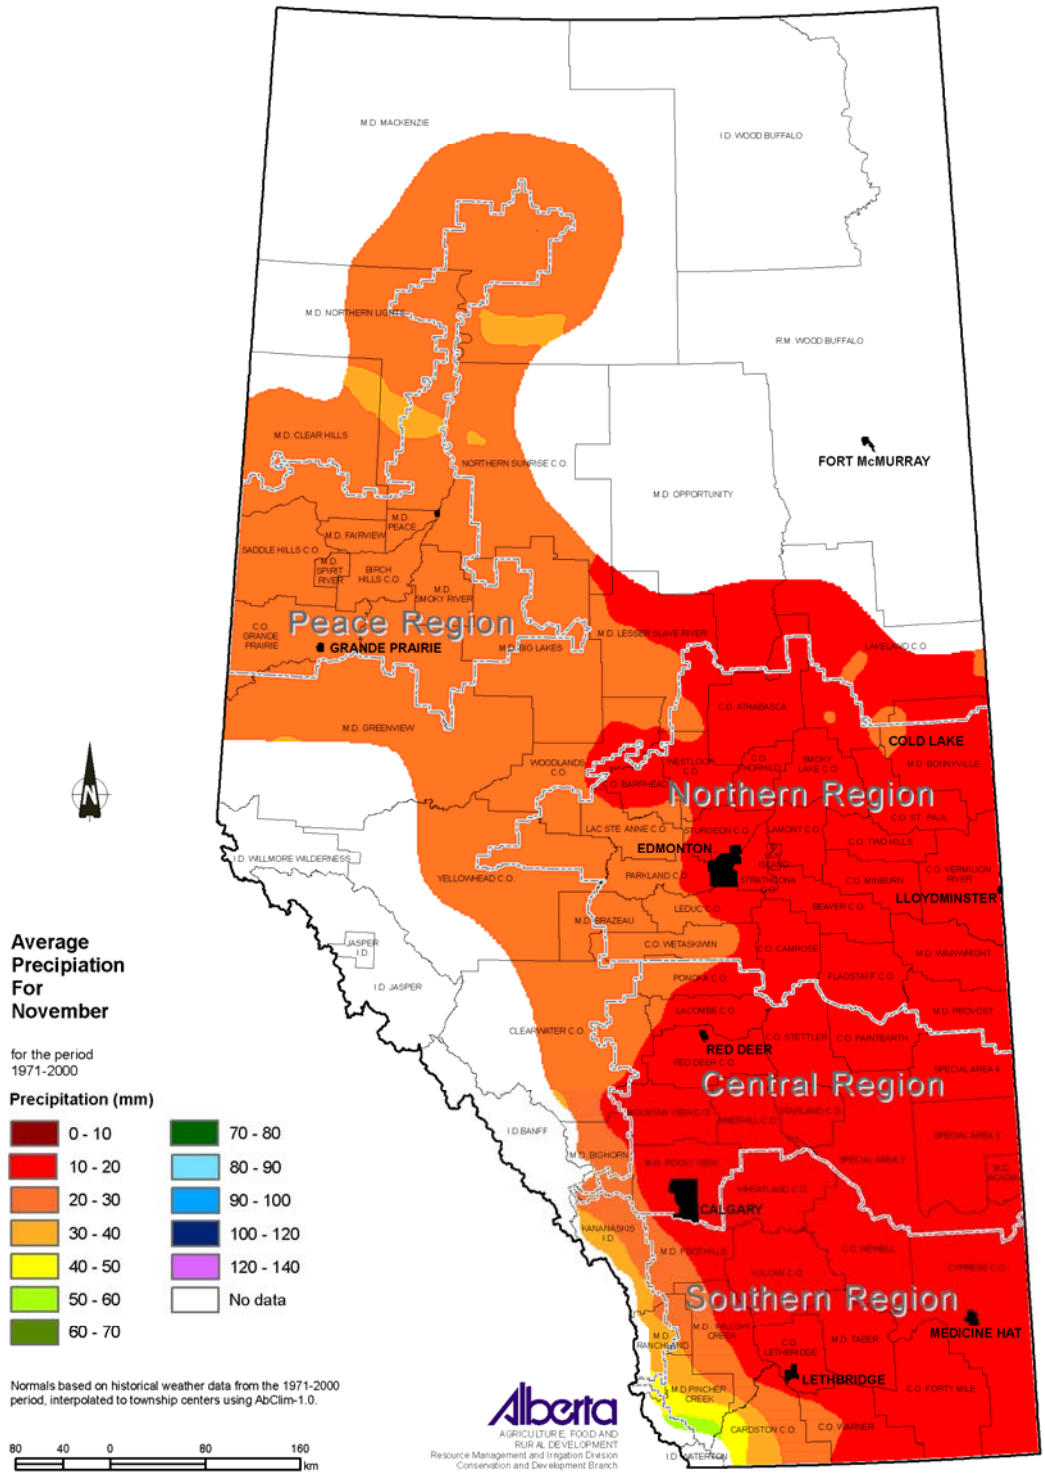 M.D. MACKENZIE
I.D. WOOD BUFFALO
M.D. NORTHERN LIGHTS
R.M. WOOD BUFFALO
M.D. CLEAR HILLS
NORTHERN SUNRISE C.O.
FORT McMURRAY
M.D. OPPORTUNITY
M.D.
PEACE
M.D. FAIRVIEW
SADDLE HILLS C.O.
M.D.
SPIRIT
RIVER
BIRCH
HILLS C.O.
M.D.
SMOKY RIVER
C.O.
GRANDE
PRAIRIE
Peace Region
GRANDE PRAIRIE
M.D. BIG LAKES
M.D. LESSER SLAVE RIVER
LAKELAND C.O.
M.D. GREENVIEW
C.O. ATHABASCA
COLD LAKE
WOODLANDS
C.O.
WESTLOCK
C.O.
C.O.
THORHILD
SMOKY
LAKE C.O.
M.D. BONNYVILLE
C.O. BARRHEAD
Northern Region
C.O. ST. PAUL
LAC STE ANNE C.O.
STURGEON C.O.
LAMONT C.O.
C.O. TWO HILLS
EDMONTON
I.D. WILLMORE WILDERNESS
YELLOWHEAD C.O.
PARKLAND C.O.
ISLAND
STRATHCONA
C.O.
C.O. MINBURN
C.O. VERMILION
RIVER
LLOYDMINSTER
LEDUC C.O.
BEAVER C.O.
M.D. BRAZEAU
C.O. WETASKIWIN
C.O. CAMROSE
M.D. WAINWRIGHT
JASPER
I.D.
I.D. JASPER
PONOKA C.O.
FLAGSTAFF C.O.
LACOMBE C.O.
M.D. PROVOST
CLEARWATER C.O.
C.O. STETTLER
C.O. PAINTEARTH
RED DEER
RED DEER C.O.
SPECIAL AREA 4
Central Region
MOUNTAIN VIEW C.O.
KNEEHILL C.O.
STARLAND C.O.
I.D. BANFF
SPECIAL AREA 3
M.D. BIGHORN
M.D. ROCKY VIEW
SPECIAL AREA 2
M.D.
ACADIA
WHEATLAND C.O.
CALGARY
KANANASKIS
I.D.
M.D. FOOTHILLS
C.O. NEWELL
VULCAN C.O.
CYPRESS C.O.
Southern Region
M.D. WILLOW
CREEK
M.D.
RANCHLAND
C.O.
LETHBRIDGE
M.D. TABER
MEDICINE HAT
LETHBRIDGE
M.D. PINCHER
CREEK
C.O. FORTY MILE
CARDSTON C.O.
C.O. WARNER
I.D. WATERTON
N
Average
Precipiation
For
November
for the period
1971-2000
Precipitation (mm)
0 - 10
10 - 20
20 - 30
30 - 40
40 - 50
50 - 60
60 - 70
70 - 80
80 - 90
90 - 100
100 - 120
120 - 140
No data
Normals based on historical weather data from the 1971-2000
period, interpolated to township centers using AbClim-1.0.
80 40 0 80 160
km
Alberta
AGRICULTURE, FOOD AND
RURAL DEVELOPMENT
Resource Management and Irrigation Division
Conservation and Development Branch